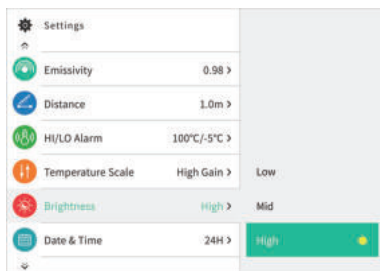 Settings
Emissivity 0.98 >
Distance 1.0m >
HI/LO Alarm 100°C/-5°C >
Temperature Scale High Gain > Low
Brightness High > Mid
Date & Time 24H > High